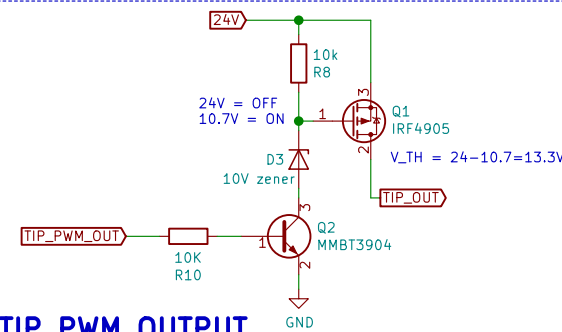 24V
10k
R8
24V = OFF
10.7V = ON
3
1
Q1
IRF4905
2
V_TH = 24-10.7=13.3V
D3
10V zener
TIP_OUT
3
Q2
TIP_PWM_OUT
1
MMBT3904
10K
R10
2
GND
TIP PWM OUTPUT